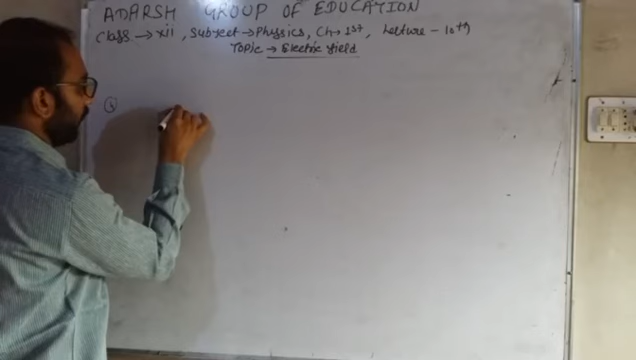 ADARSH GROUP OF EDUCATION
Class → xii, Subject → Physics, Ch → 1st, Lecture - 10th
Topic → Electric field